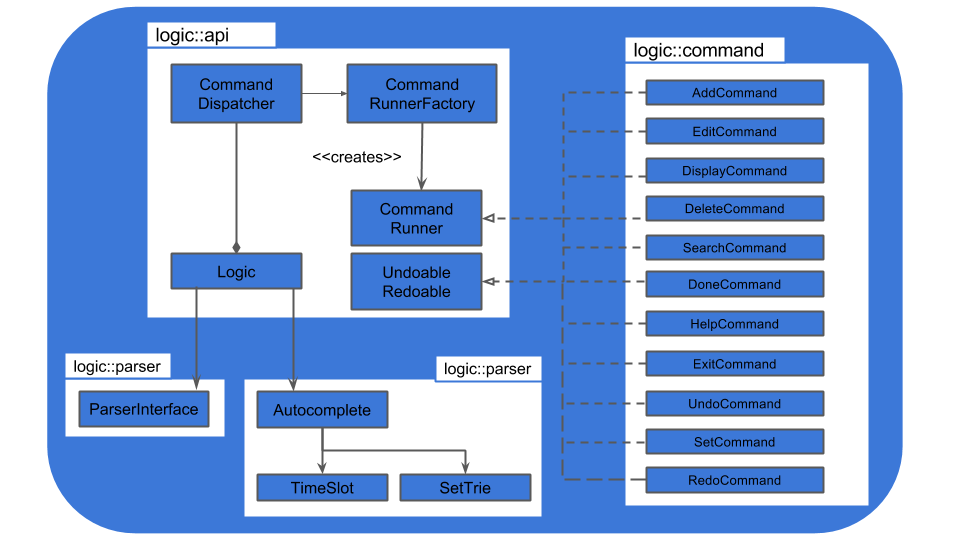 logic::api
Command
Dispatcher
Command
RunnerFactory
<<creates>>
Command
Runner
Logic
Undoable
Redoable
logic::parser
ParserInterface
logic::parser
Autocomplete
TimeSlot
SetTrie
logic::command
AddCommand
EditCommand
DisplayCommand
DeleteCommand
SearchCommand
DoneCommand
HelpCommand
ExitCommand
UndoCommand
SetCommand
RedoCommand